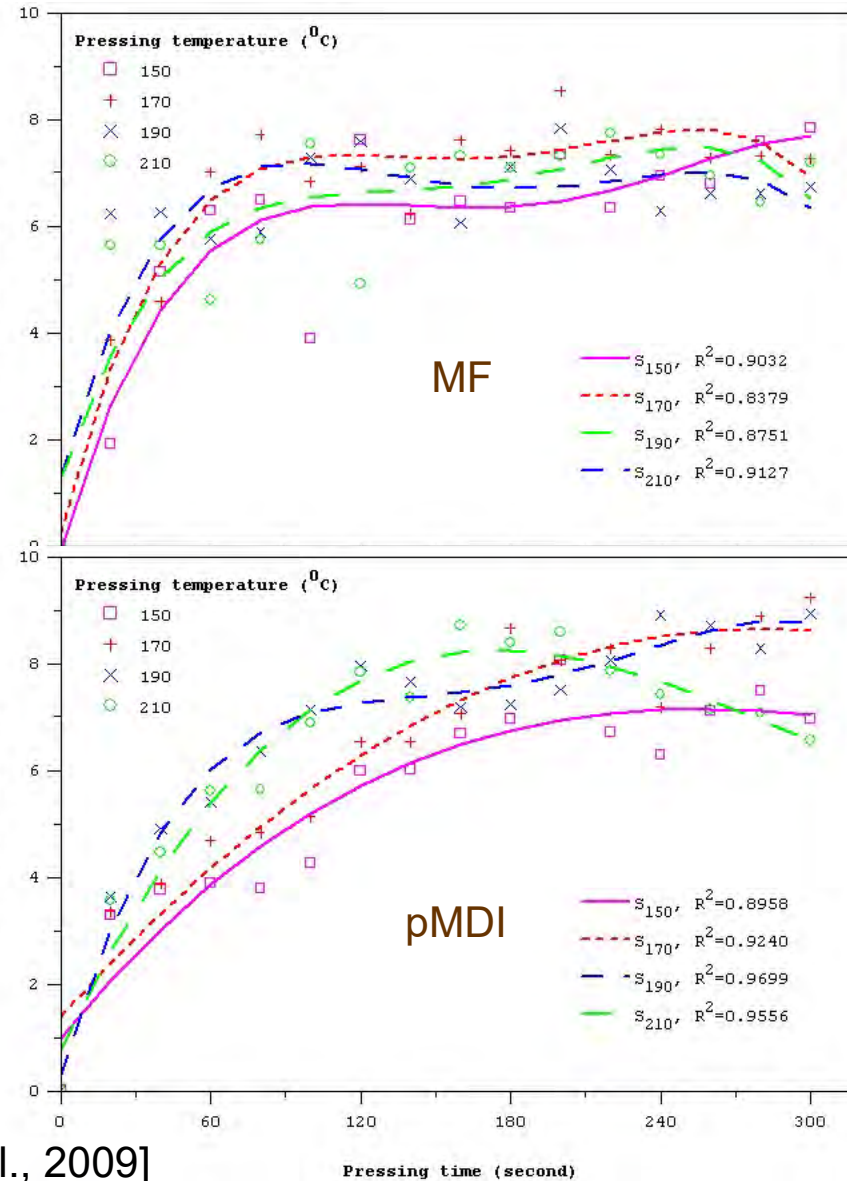 10
Pressing temperature (⁰C)
150
170
190
210
8
6
4
2
0
MF
S₁₅₀, R²=0.9032
S₁₇₀, R²=0.8379
S₁₉₀, R²=0.8751
S₂₁₀, R²=0.9127
10
Pressing temperature (⁰C)
150
170
190
210
8
6
4
2
0
pMDI
S₁₅₀, R²=0.8958
S₁₇₀, R²=0.9240
S₁₉₀, R²=0.9699
S₂₁₀, R²=0.9556
0 60 120 180 240 300
l., 2009] Pressing time (second)